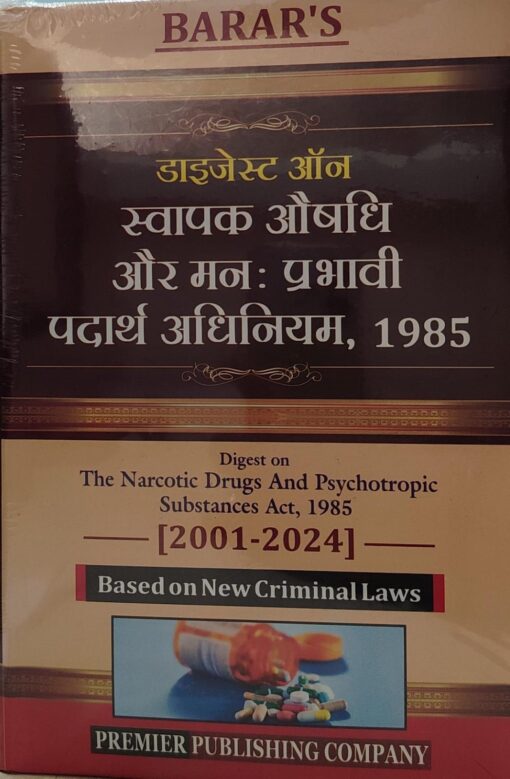 BARAR'S
डाइजेस्ट ऑन
स्वापक औषधि
और मन: प्रभावी
पदार्थ अधिनियम, 1985
Digest on
The Narcotic Drugs And Psychotropic
Substances Act, 1985
[2001-2024]
Based on New Criminal Laws
PREMIER PUBLISHING COMPANY